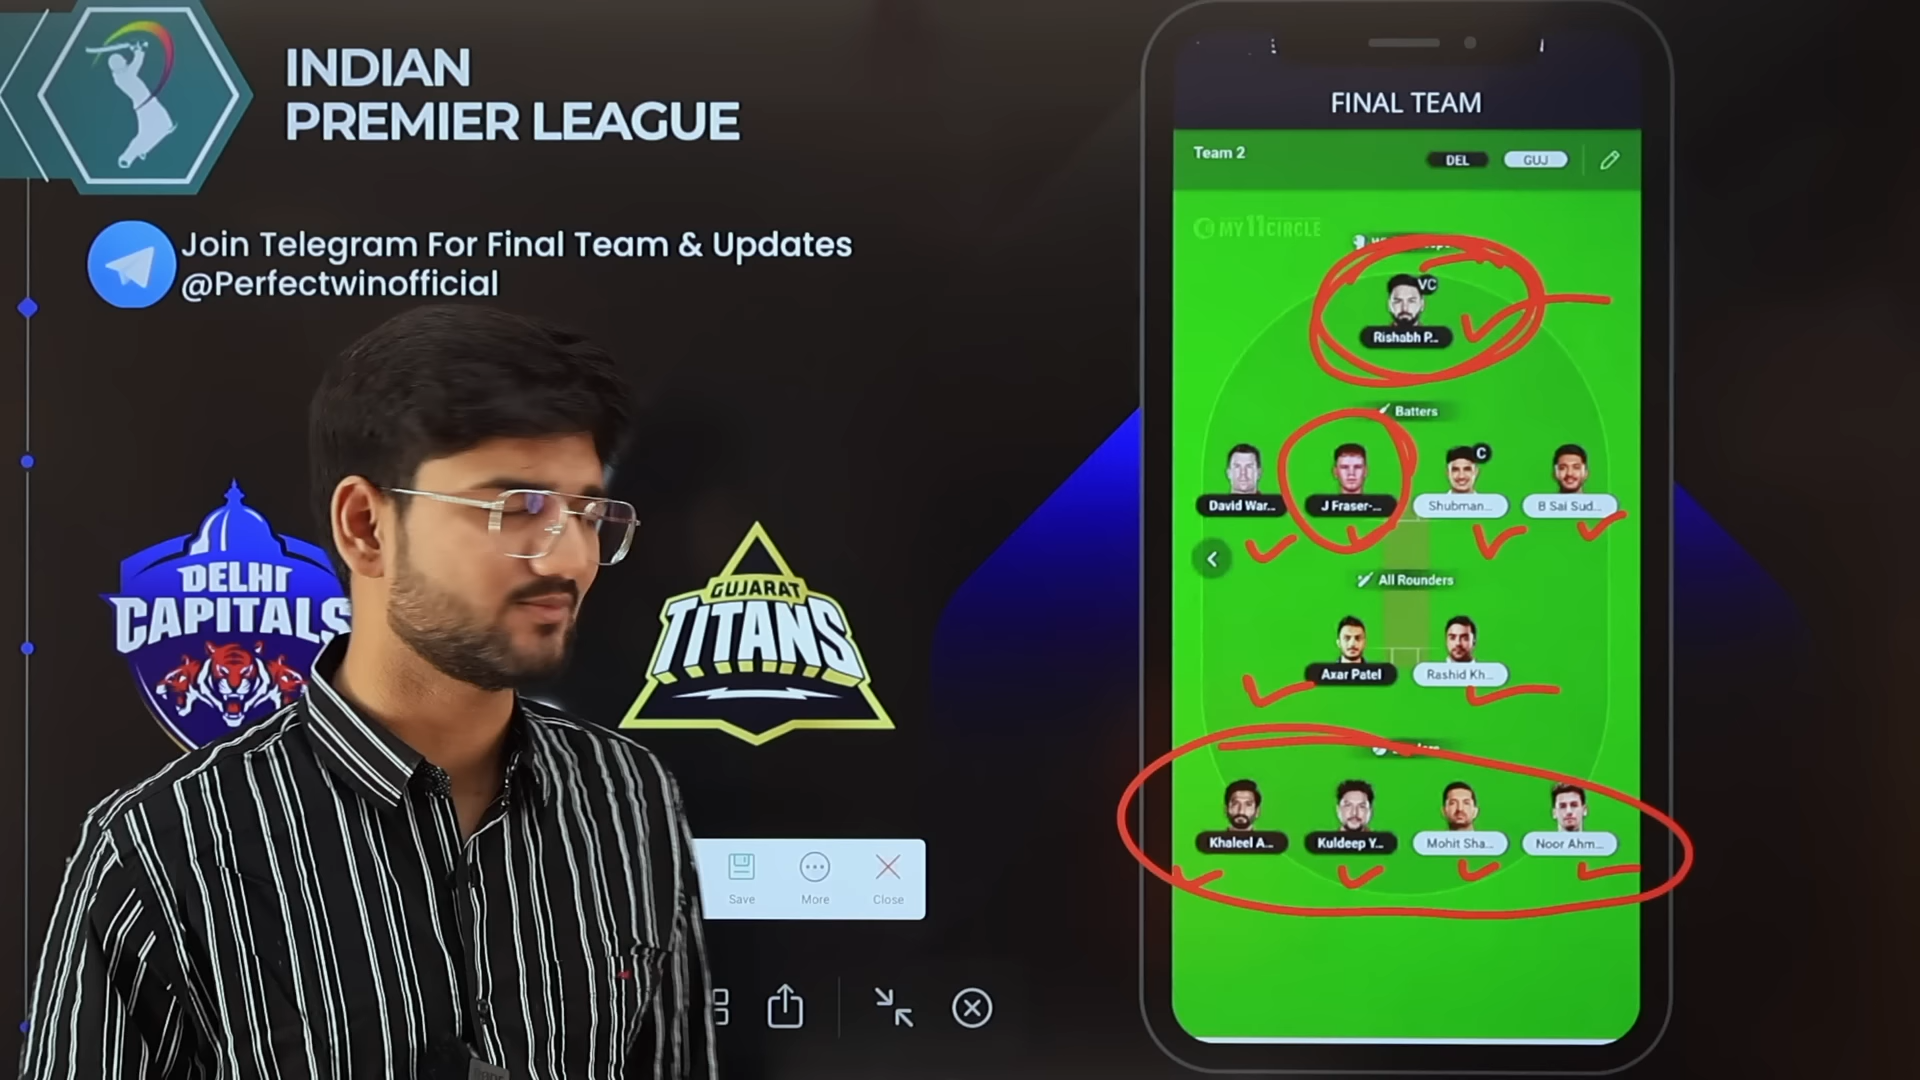 INDIAN
PREMIER LEAGUE
Join Telegram For Final Team & Updates
@Perfectwinofficial
DELHI
CAPITALS
GUJARAT
TITANS
Save
More
Close
FINAL TEAM
Team 2
DEL
GUJ
MY11CIRCLE
VC
Rishabh P...
Batters
C
David War...
J Fraser-...
Shubman...
B Sai Sud...
All Rounders
Axar Patel
Rashid Kh...
Khaleel A...
Kuldeep Y...
Mohit Sha...
Noor Ahm...